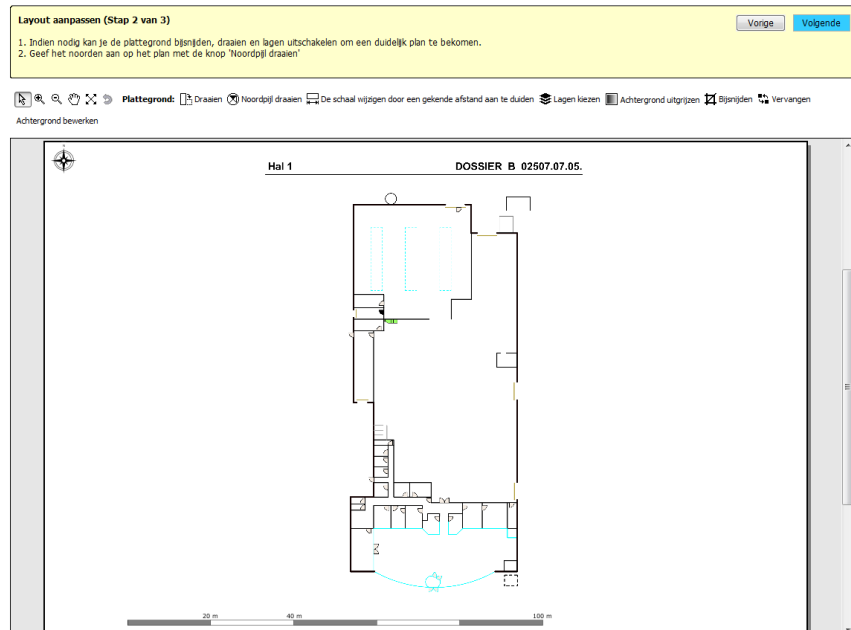 Layout aanpassen (Stap 2 van 3)
Vorige
Volgende
1. Indien nodig kan je de plattegrond bijsnijden, draaien en lagen uitschakelen om een duidelijk plan te bekomen.
2. Geef het noorden aan op het plan met de knop 'Noordpijl draaien'
Plattegrond: Draaien Noordpijl draaien De schaal wijzigen door een gekende afstand aan te duiden Lagen kiezen Achtergrond uitgrijzen Bijsnijden Vervangen
Achtergrond bewerken
Hal 1
DOSSIER B 02507.07.05.
20 m 40 m 100 m